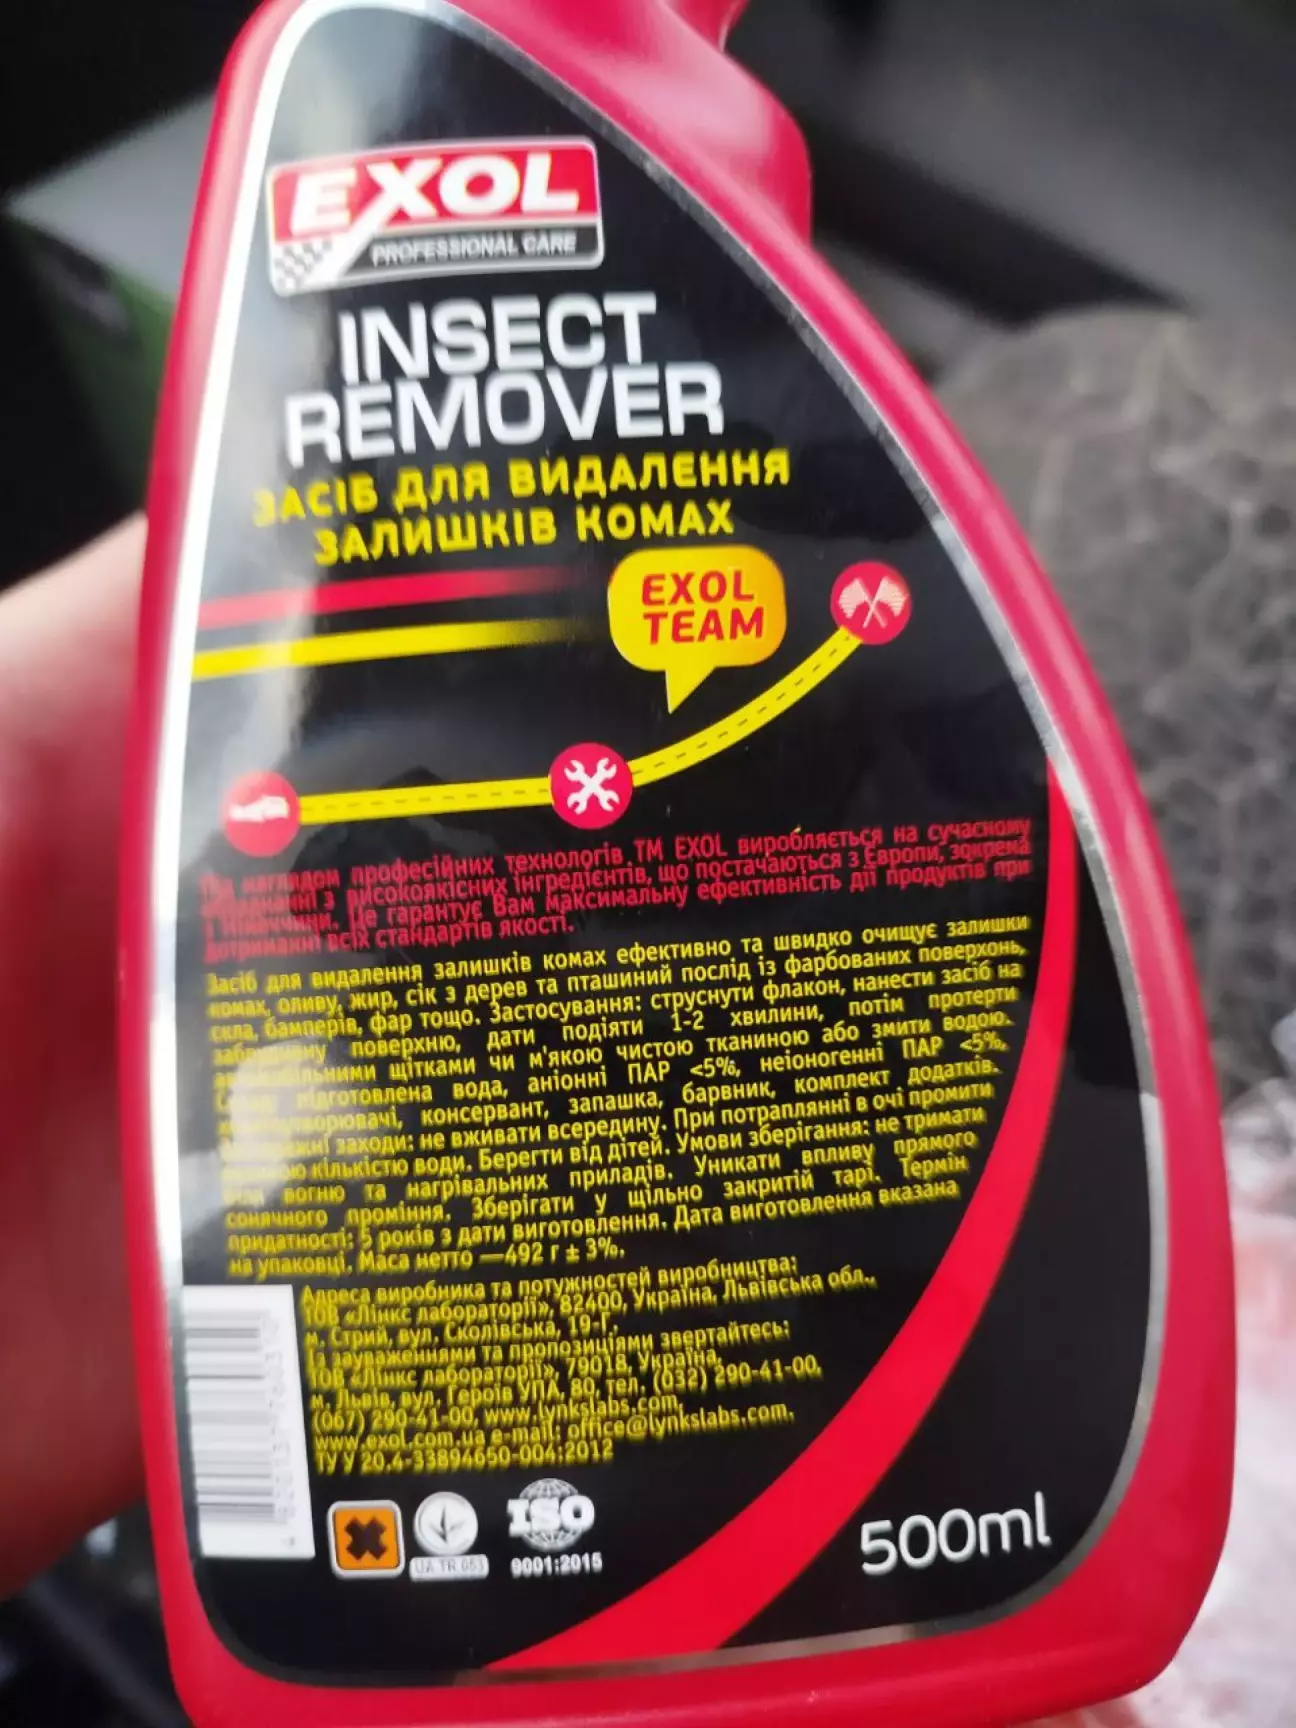 EXOL
PROFESSIONAL CARE
INSECT
REMOVER
ЗАСІБ ДЛЯ ВИДАЛЕННЯ
ЗАЛИШКІВ КОМАХ
EXOL
TEAM
Під наглядом професійних технологів ТМ EXOL виробляється на сучасному
з високоякісних інгредієнтів, що постачаються з Європи, зокрема
з Німеччини. Це гарантує Вам максимальну ефективність дії продуктів при
дотриманні всіх стандартів якості.
Засіб для видалення залишків комах ефективно та швидко очищує залишки
комах, оливу, жир, сік з дерев та пташиний послід із фарбованих поверхонь,
скла, бамперів, фар тощо. Застосування: струснути флакон, нанести засіб на
забруднену поверхню, дати подіяти 1-2 хвилини, потім протерти
автомобільними щітками чи м'якою чистою тканиною або змити водою.
Склад: підготовлена вода, аніонні ПАР <5%, неіоногенні ПАР <5%,
консервант, запашка, барвник, комплект додатків.
заходи: не вживати всередину. При потраплянні в очі промити
великою кількістю води. Берегти від дітей. Умови зберігання: не тримати
біля вогню та нагрівальних приладів. Уникати впливу прямого
сонячного проміння. Зберігати у щільно закритій тарі. Термін
придатності: 5 років з дати виготовлення. Дата виготовлення вказана
на упаковці. Маса нетто —492 г ± 3%.
Адреса виробника та потужностей виробництва:
ТОВ «Лінкс лабораторії», 82400, Україна, Львівська обл.,
м. Стрий, вул. Сколівська, 19-Г.
Із зауваженнями та пропозиціями звертайтесь:
ТОВ «Лінкс лабораторії», 79018, Україна,
м. Львів, вул. Героїв УПА, 80, тел. (032) 290-41-00,
(067) 290-41-00, www.lynkslabs.com,
www.exol.com.ua e-mail: office@lynkslabs.com.
ТУ У 20.4-33894650-004:2012
UA TR 053
ISO
9001:2015
500ml